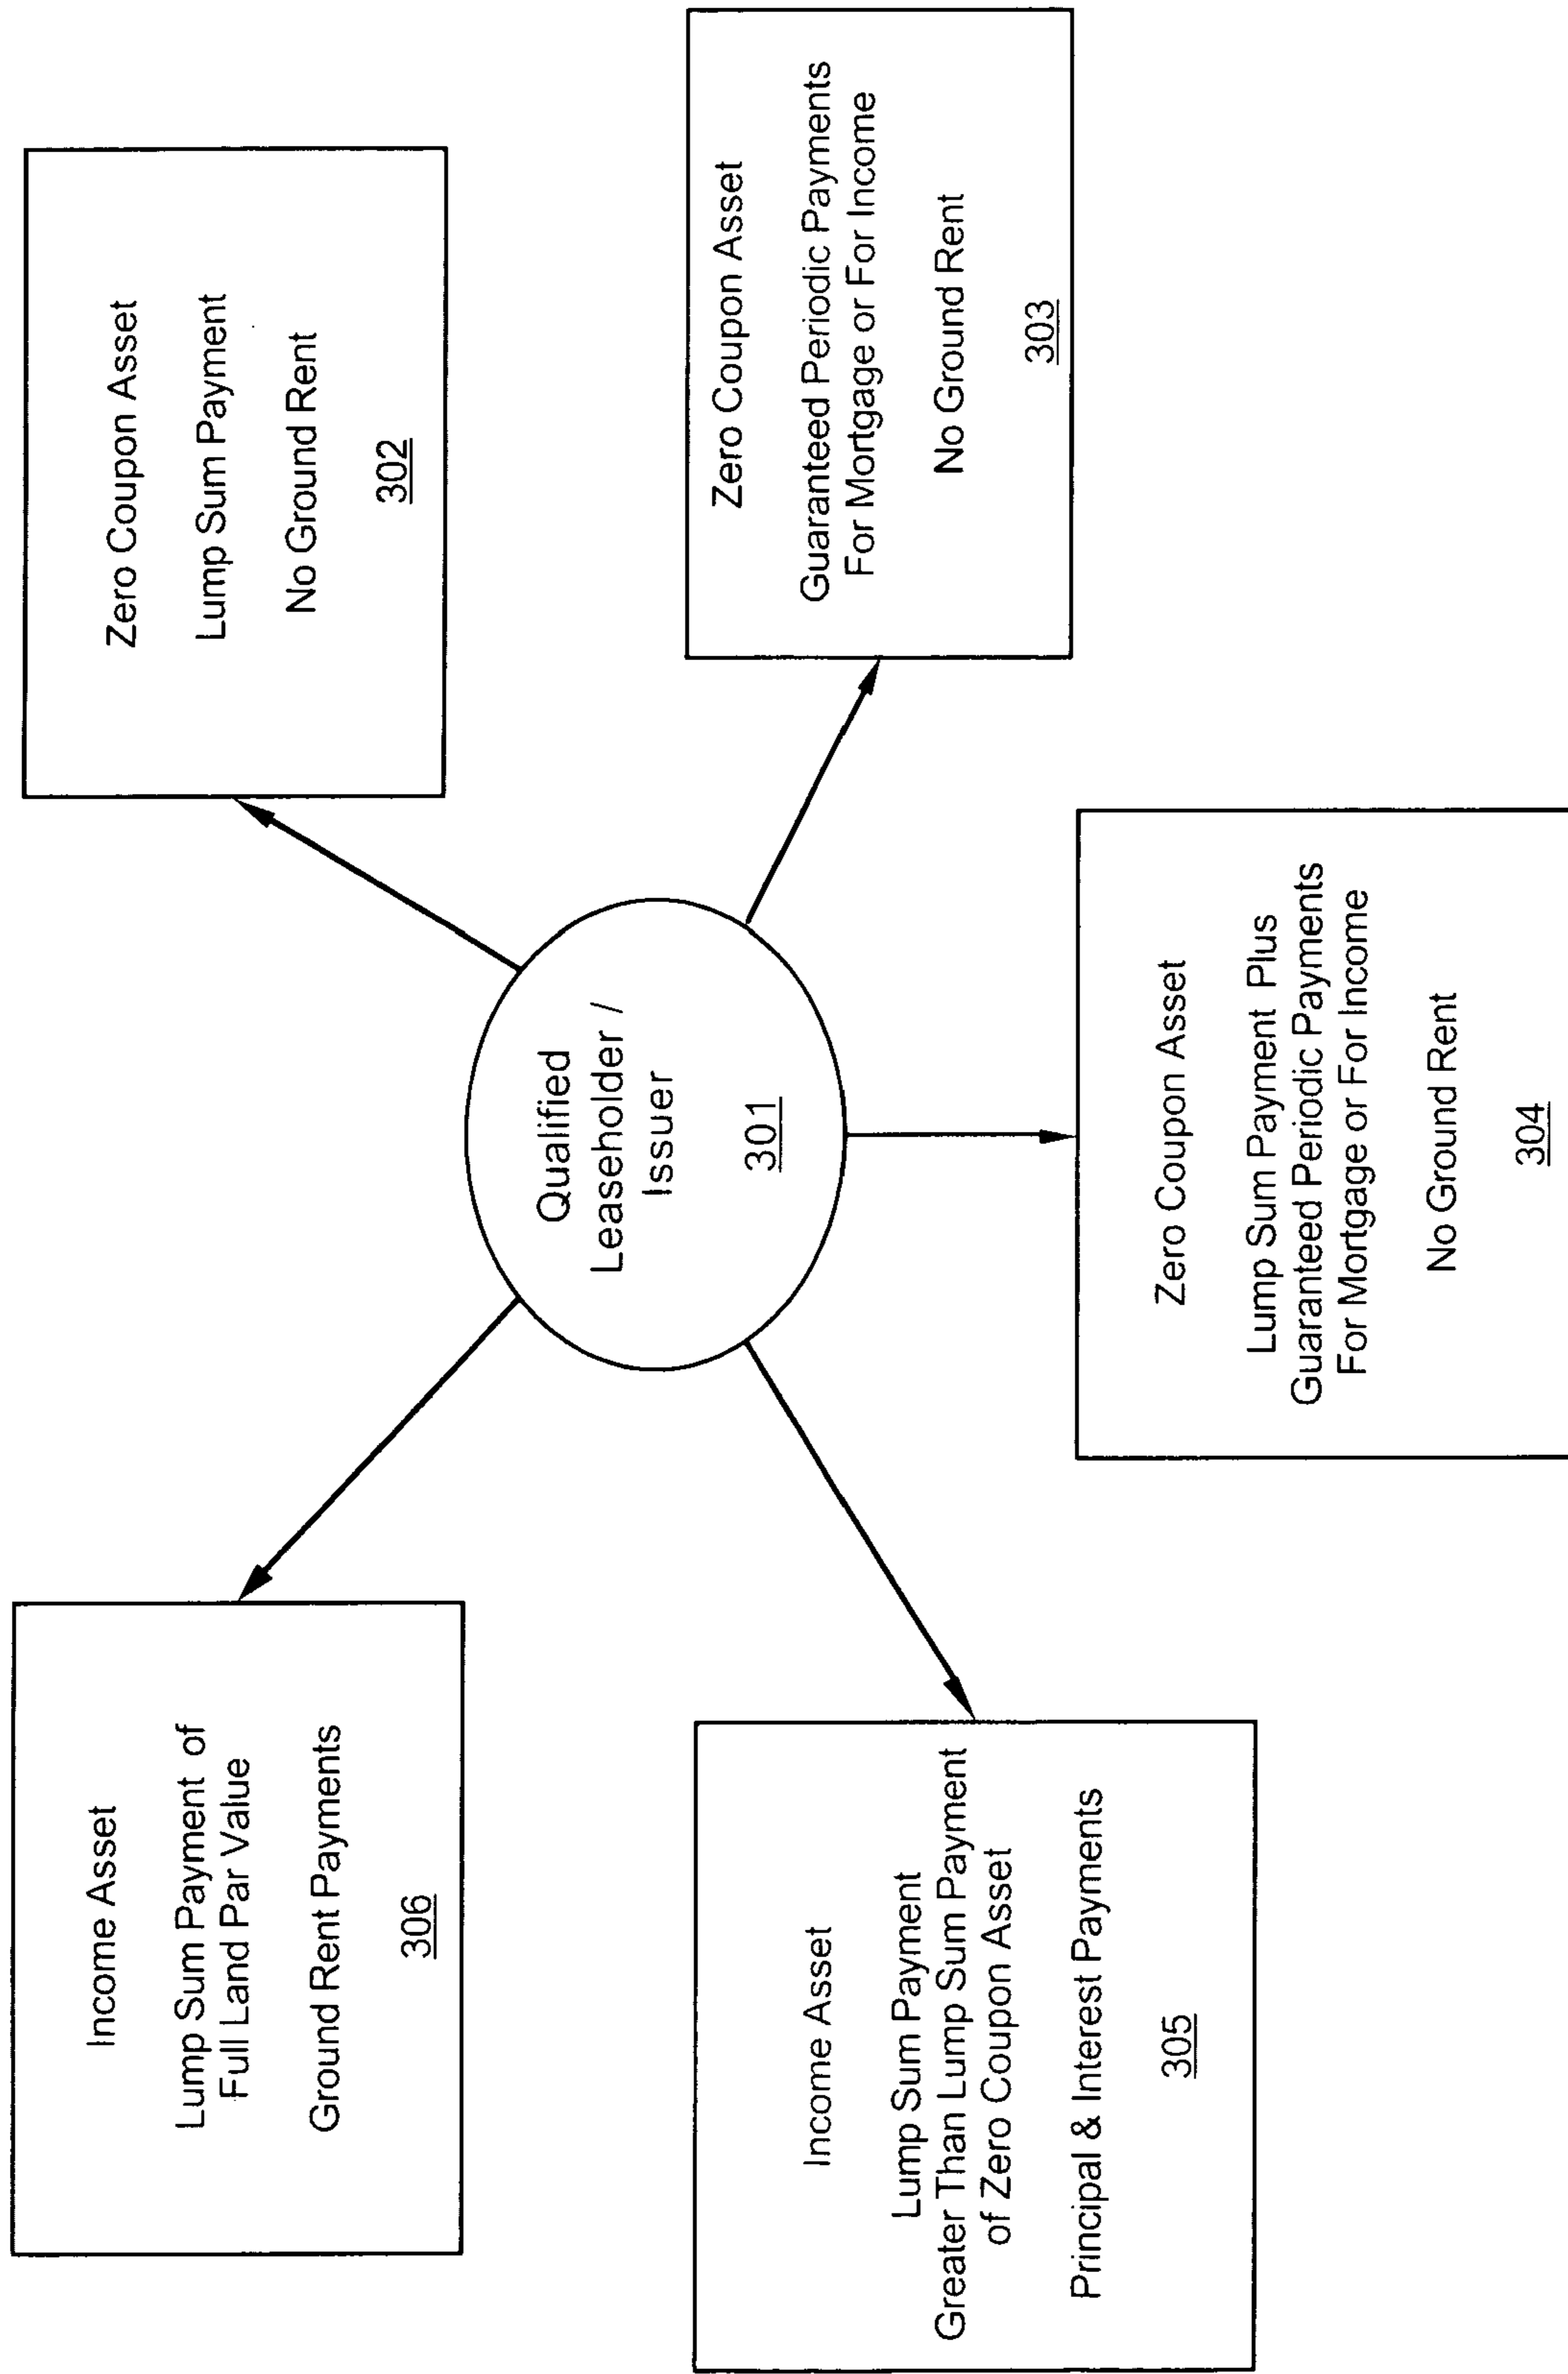 Income Asset
Lump Sum Payment of
Full Land Par Value
Ground Rent Payments
306
Zero Coupon Asset
Lump Sum Payment
No Ground Rent
302
Qualified
Leaseholder /
Issuer
301
Income Asset
Lump Sum Payment
Greater Than Lump Sum Payment
of Zero Coupon Asset
Principal & Interest Payments
305
Zero Coupon Asset
Guaranteed Periodic Payments
For Mortgage or For Income
No Ground Rent
303
Zero Coupon Asset
Lump Sum Payment Plus
Guaranteed Periodic Payments
For Mortgage or For Income
No Ground Rent
304